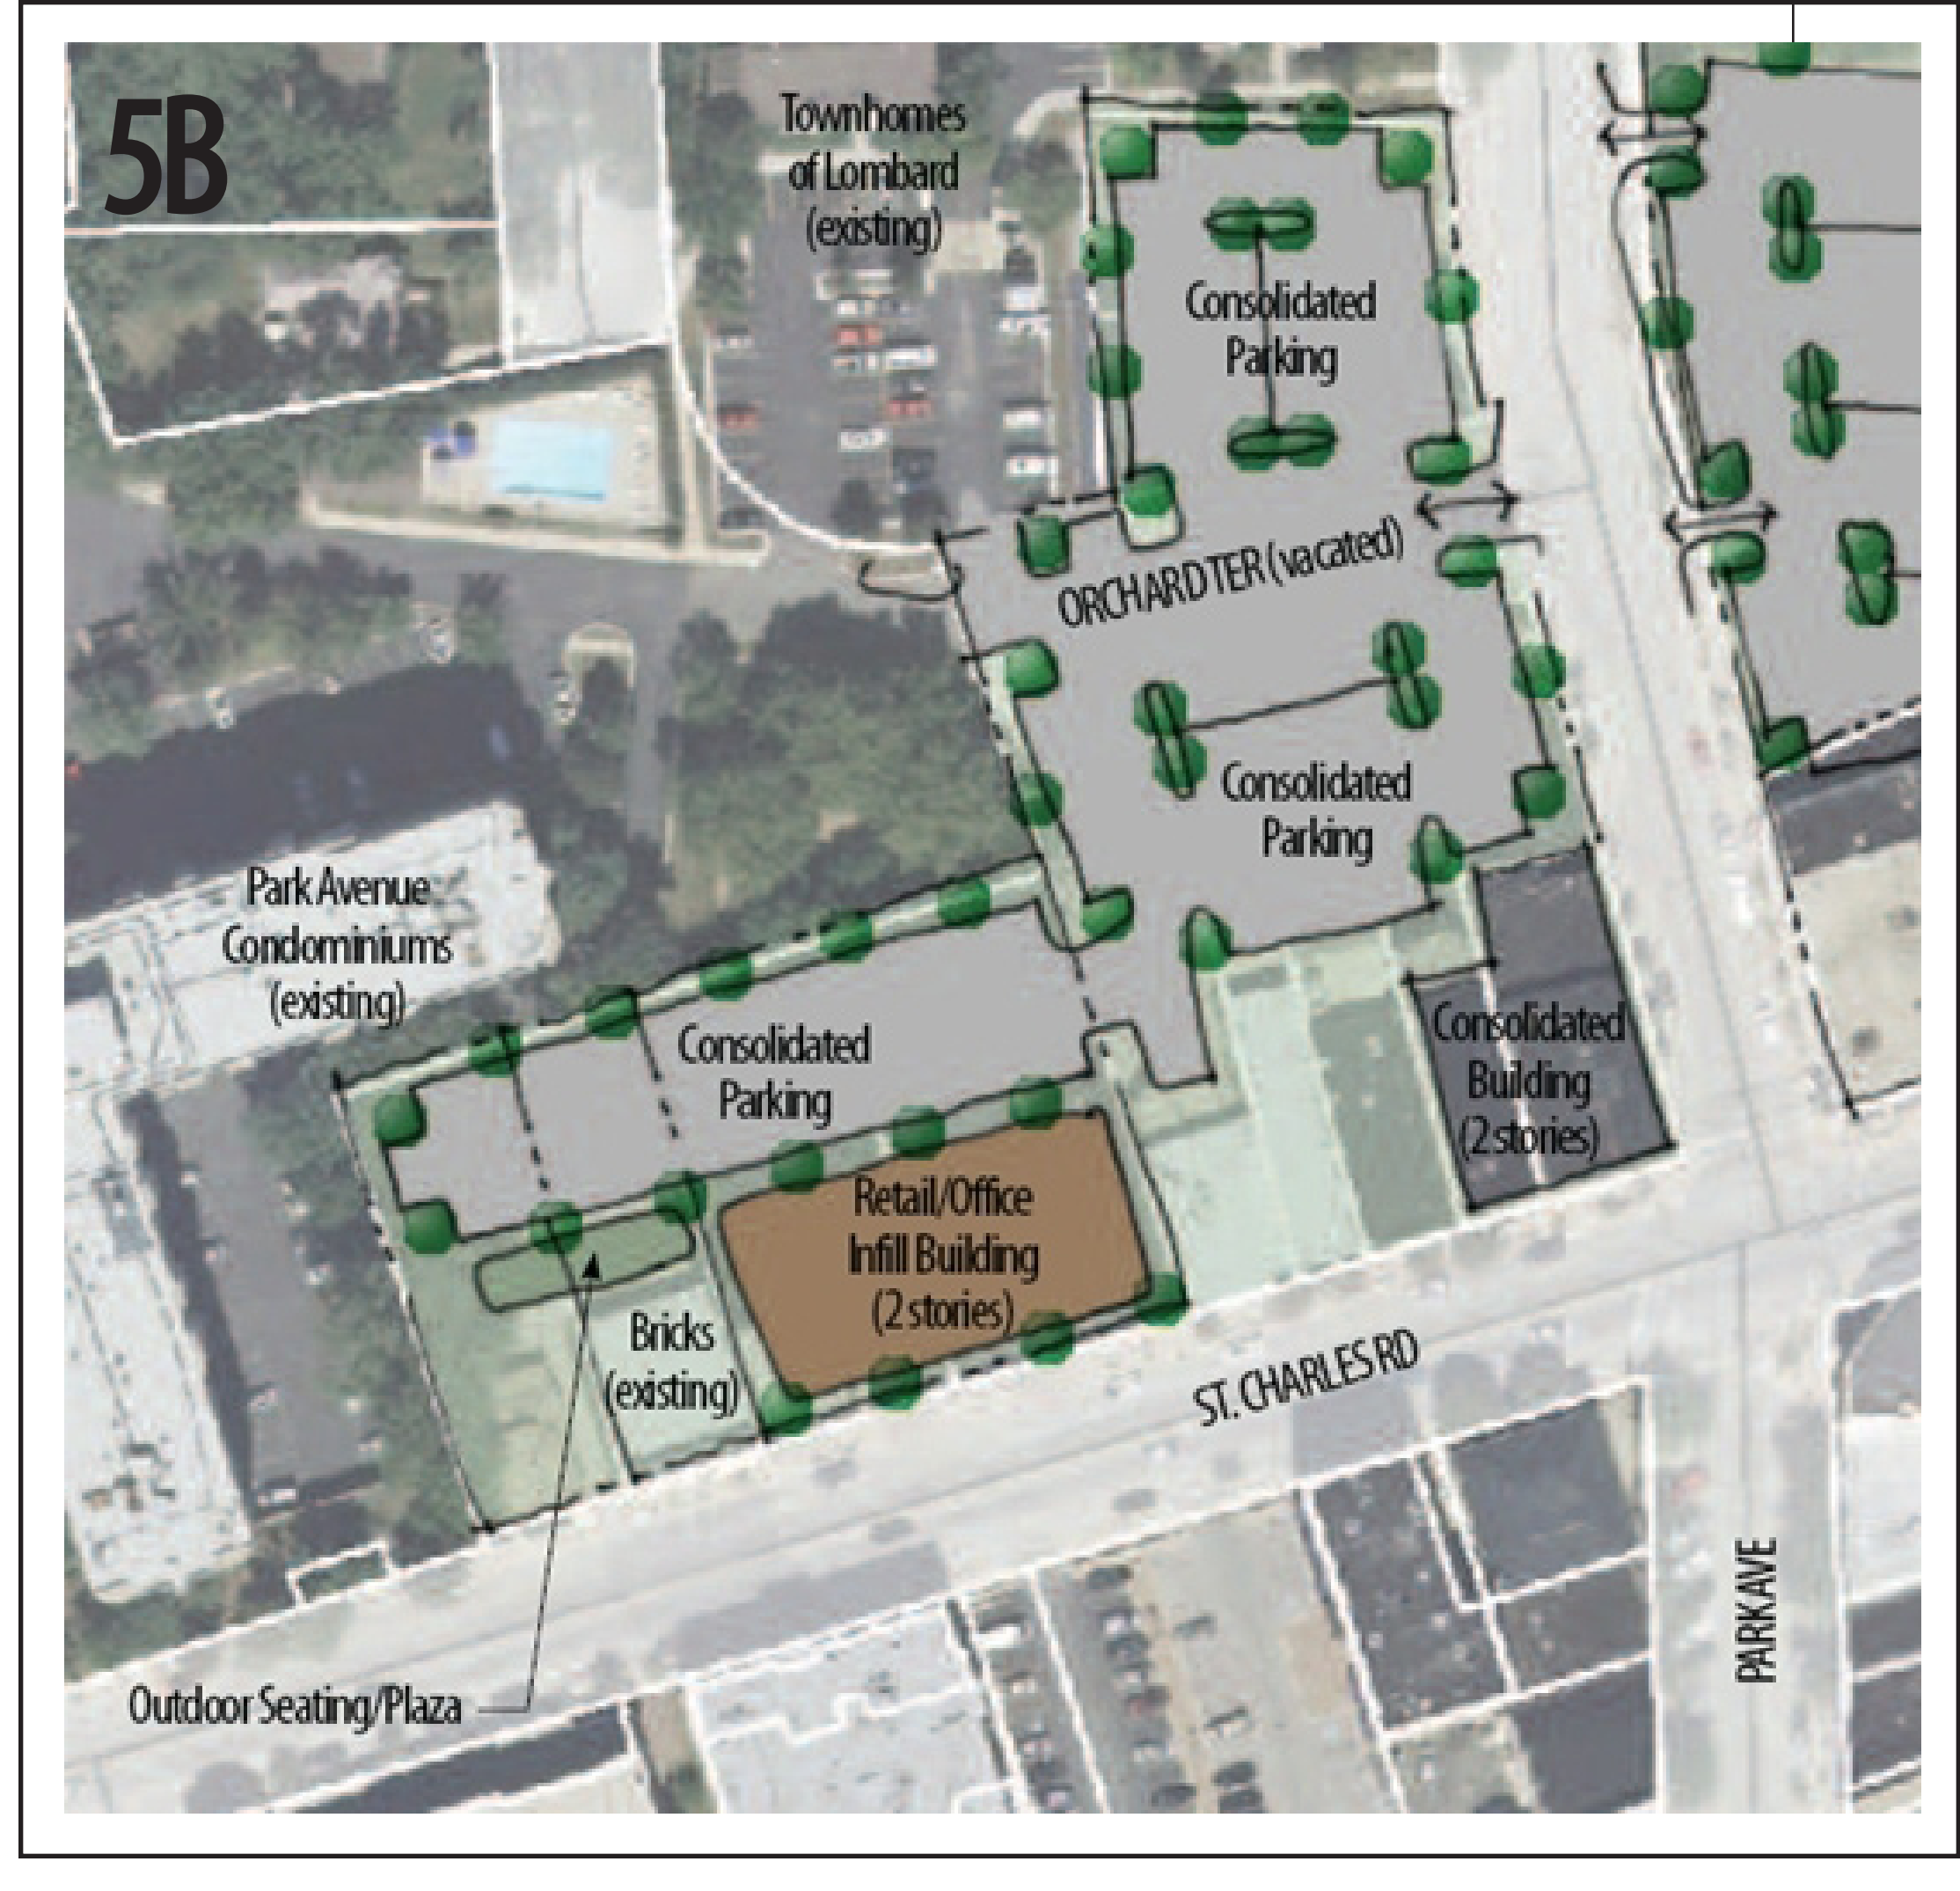 5B
Townhomes
of Lombard
(existing)
Consolidated
Parking
ORCHARD TER (vacated)
Consolidated
Parking
Park Avenue
Condominiums
(existing)
Consolidated
Parking
Consolidated
Building
(2 stories)
Retail/Office
Infill Building
(2 stories)
Bricks
(existing)
ST. CHARLES RD
PARK AVE
Outdoor Seating/Plaza